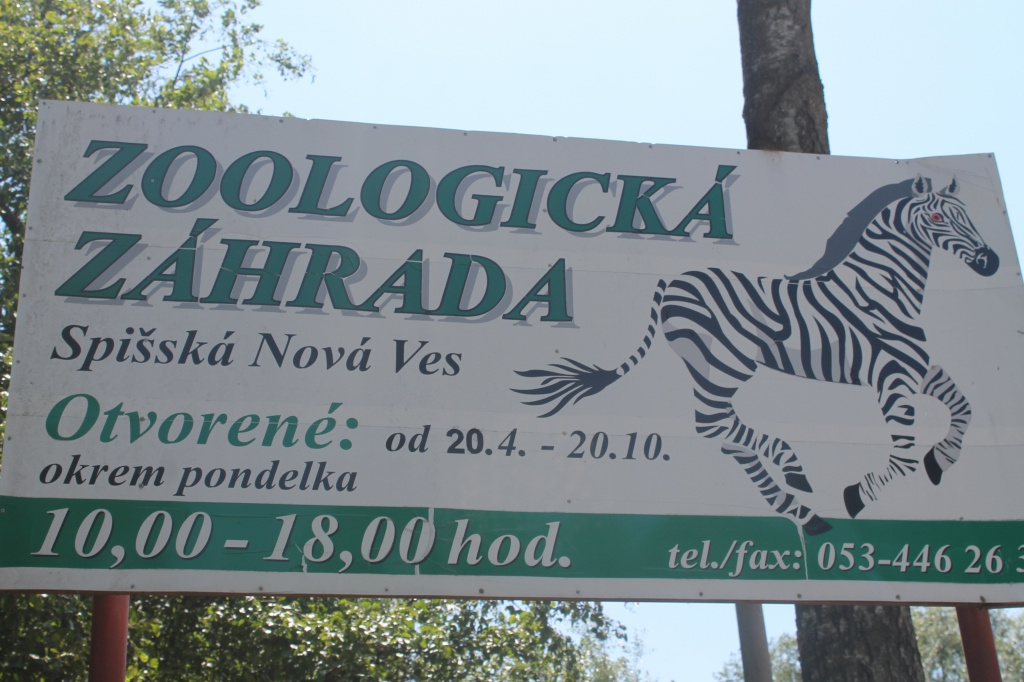 ZOOLOGICKÁ
ZÁHRADA
Spišská Nová Ves
Otvorené: od 20.4. - 20.10.
okrem pondelka
10,00 - 18,00 hod. tel./fax: 053-446 26